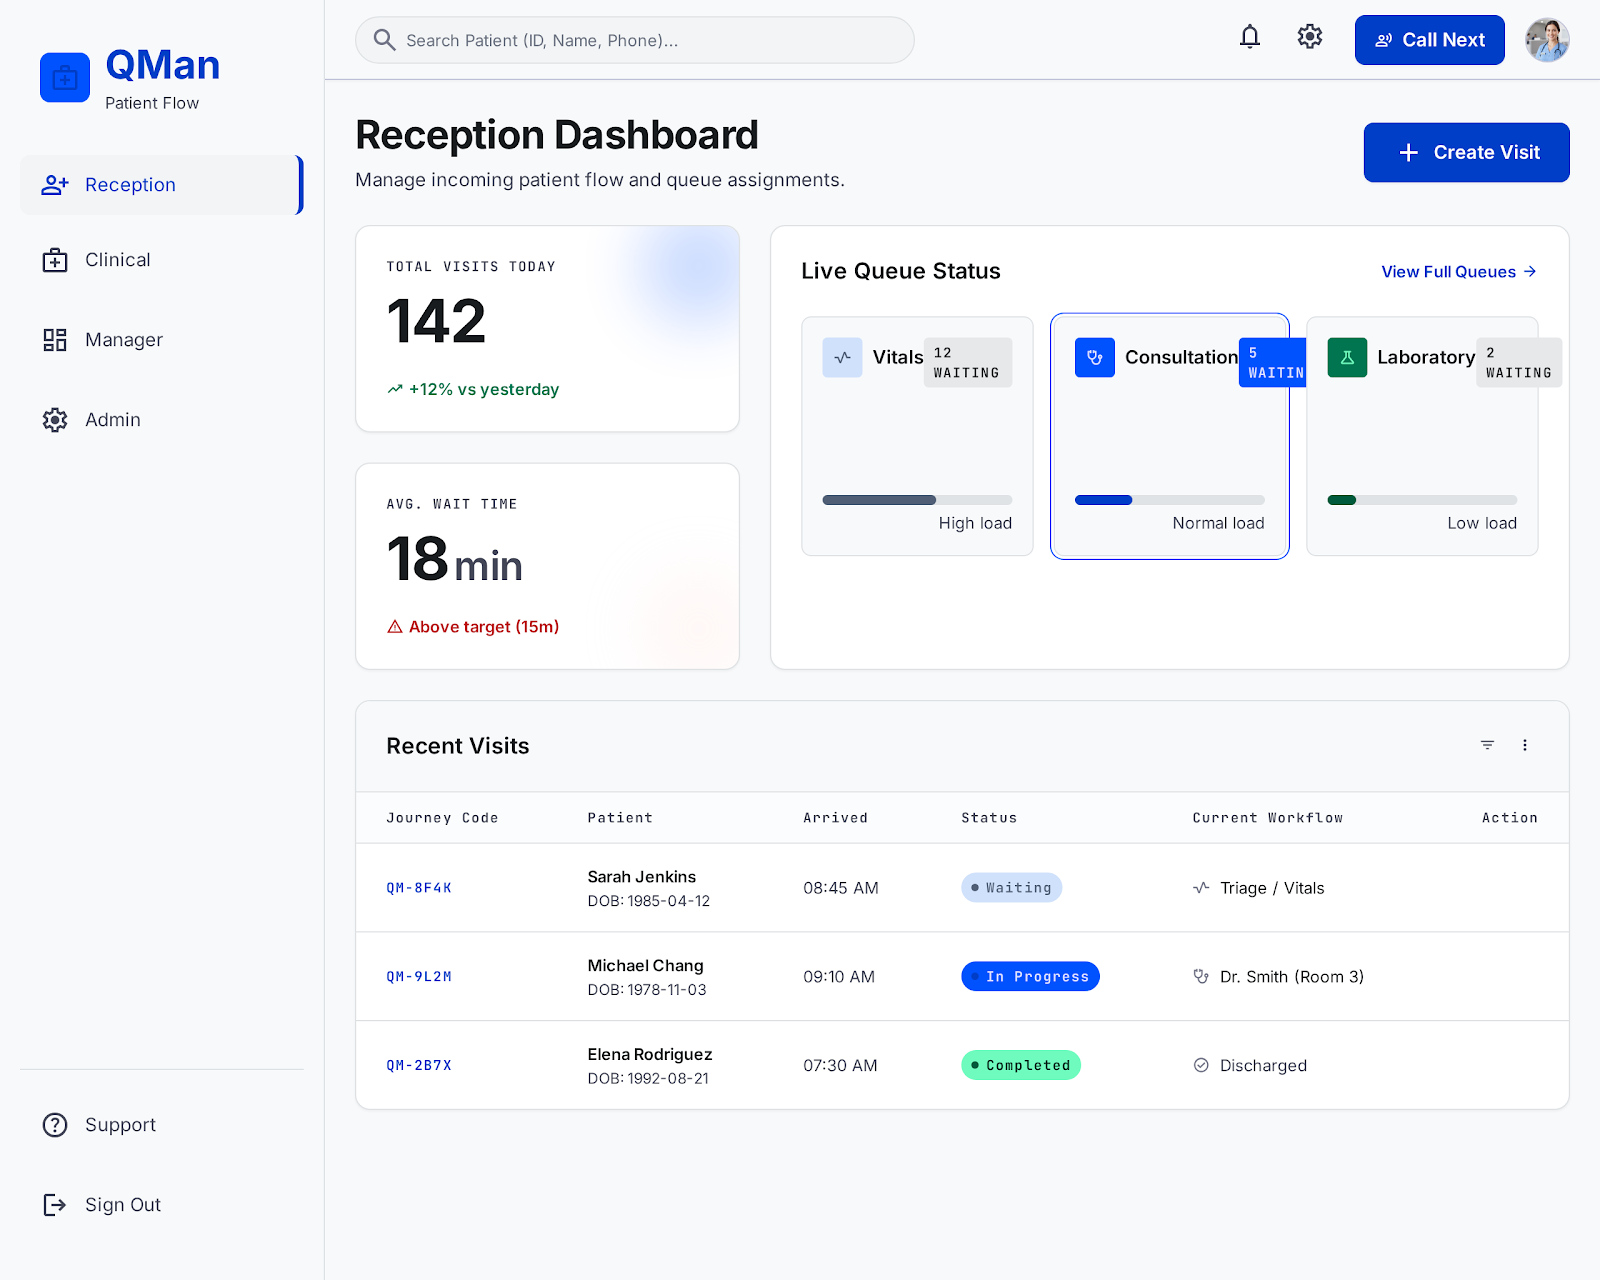 QMan
Patient Flow
Reception
Clinical
Manager
Admin
Support
Sign Out
Search Patient (ID, Name, Phone)...
Call Next
Reception Dashboard
Manage incoming patient flow and queue assignments.
Create Visit
TOTAL VISITS TODAY
142
+12% vs yesterday
AVG. WAIT TIME
18 min
Above target (15m)
Live Queue Status
View Full Queues
Vitals
12
WAITING
High load
Consultation
5
WAITIN
Normal load
Laboratory
2
WAITING
Low load
Recent Visits
Journey Code Patient Arrived Status Current Workflow Action
QM-8F4K Sarah Jenkins 08:45 AM Waiting Triage / Vitals
DOB: 1985-04-12
QM-9L2M Michael Chang 09:10 AM In Progress Dr. Smith (Room 3)
DOB: 1978-11-03
QM-2B7X Elena Rodriguez 07:30 AM Completed Discharged
DOB: 1992-08-21